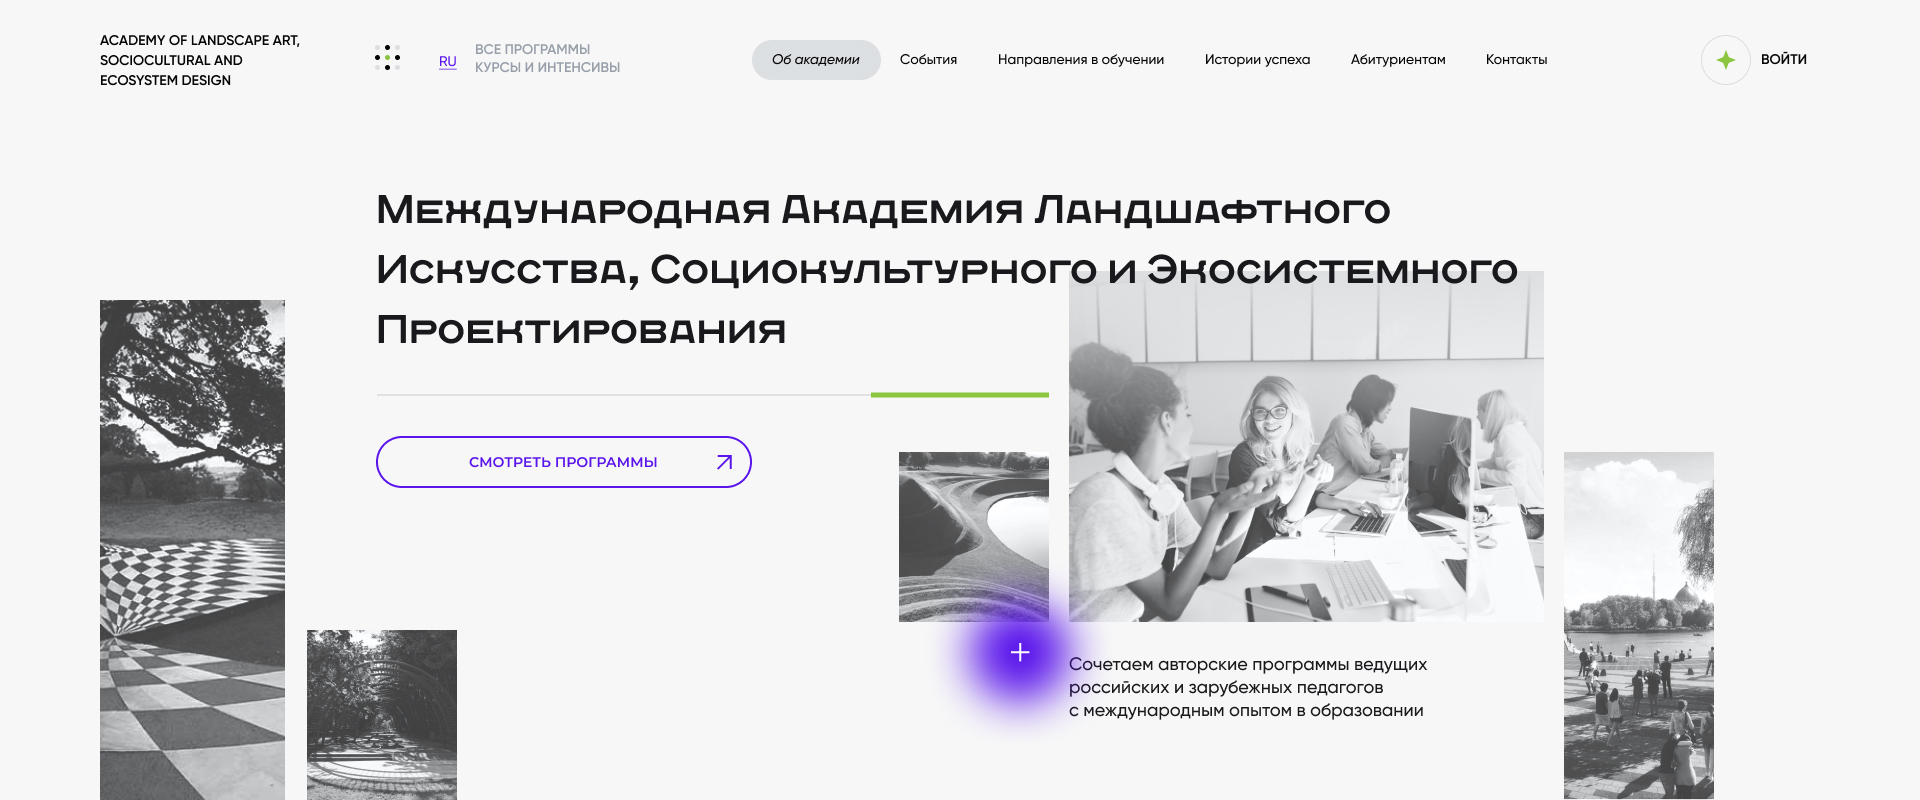 ACADEMY OF LANDSCAPE ART,
SOCIOCULTURAL AND
ECOSYSTEM DESIGN
RU
ВСЕ ПРОГРАММЫ
КУРСЫ И ИНТЕНСИВЫ
Об академии
События
Направления в обучении
Истории успеха
Абитуриентам
Контакты
ВОЙТИ
Международная Академия Ландшафтного
Искусства, Социокультурного и Экосистемного
Проектирования
СМОТРЕТЬ ПРОГРАММЫ
Сочетаем авторские программы ведущих
российских и зарубежных педагогов
с международным опытом в образовании